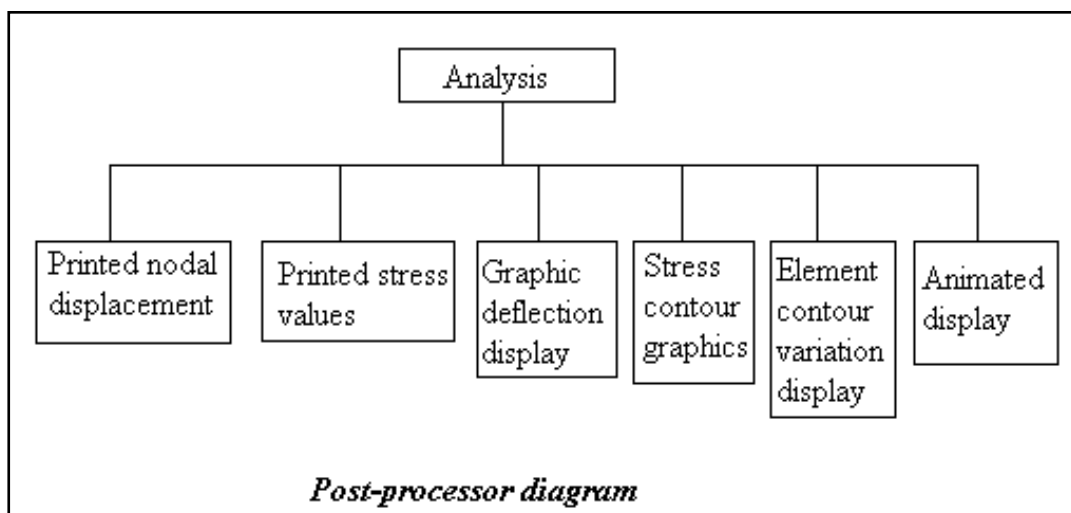 Analysis
Printed nodal
displacement
Printed stress
values
Graphic
deflection
display
Stress
contour
graphics
Element
contour
variation
display
Animated
display
Post-processor diagram